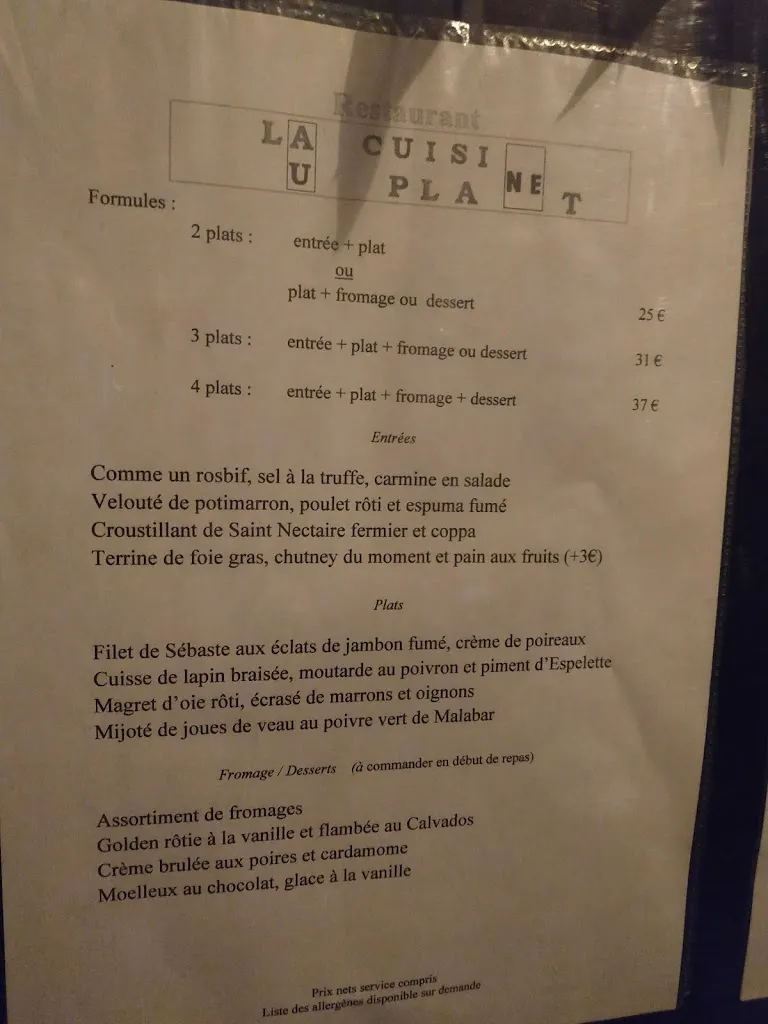 Restaurant
LA CUISINE
AU PLANET
Formules :
2 plats : entrée + plat
ou
plat + fromage ou dessert 25 €
3 plats : entrée + plat + fromage ou dessert 31 €
4 plats : entrée + plat + fromage + dessert 37 €
Entrées
Comme un rosbif, sel à la truffe, carmine en salade
Velouté de potimarron, poulet rôti et espuma fumé
Croustillant de Saint Nectaire fermier et coppa
Terrine de foie gras, chutney du moment et pain aux fruits (+3€)
Plats
Filet de Sébaste aux éclats de jambon fumé, crème de poireaux
Cuisse de lapin braisée, moutarde au poivron et piment d'Espelette
Magret d'oie rôti, écrasé de marrons et oignons
Mijoté de joues de veau au poivre vert de Malabar
Fromage / Desserts (à commander en début de repas)
Assortiment de fromages
Golden rôtie à la vanille et flambée au Calvados
Crème brulée aux poires et cardamome
Moelleux au chocolat, glace à la vanille
Prix nets service compris
Liste des allergênes disponible sur demande